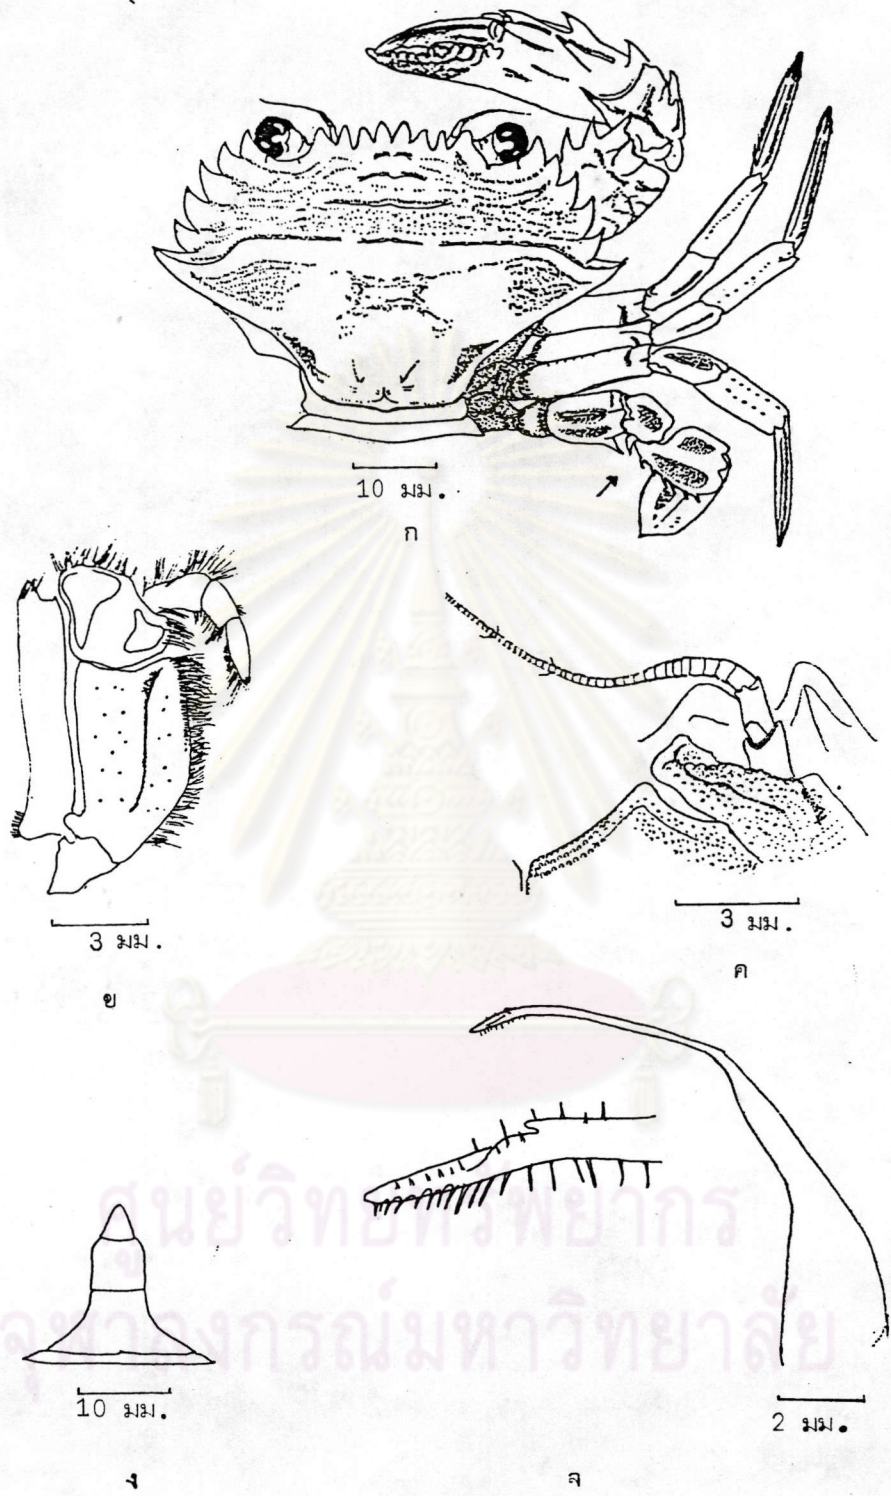 10 มม.
ก
3 มม.
ข
3 มม.
ค
ศูนย์วิทยทรัพยากร
จุฬาลงกรณ์มหาวิทยาลัย
10 มม.
2 มม.
ง
จ